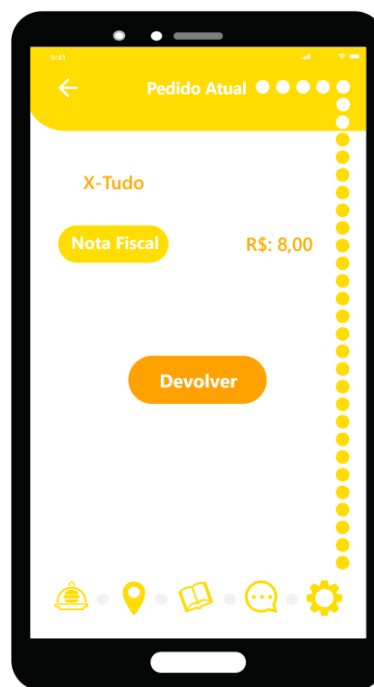 9:41
Pedido Atual
X-Tudo
Nota Fiscal
R$: 8,00
Devolver